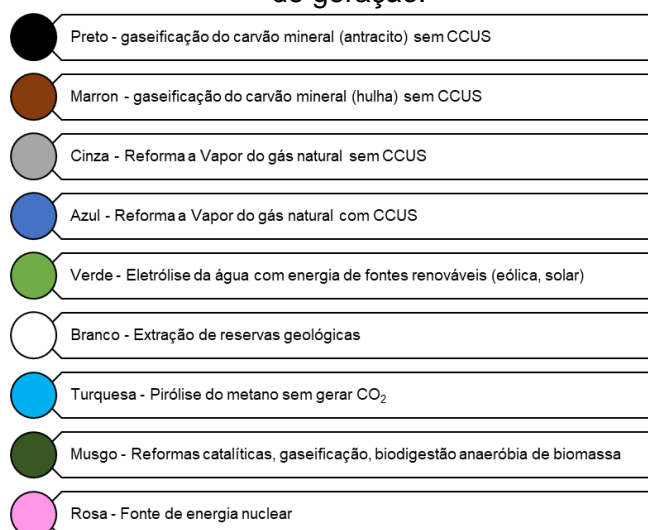 de geração.
Preto - gaseificação do carvão mineral (antracito) sem CCUS
Marron - gaseificação do carvão mineral (hulha) sem CCUS
Cinza - Reforma a Vapor do gás natural sem CCUS
Azul - Reforma a Vapor do gás natural com CCUS
Verde - Eletrólise da água com energia de fontes renováveis (eólica, solar)
Branco - Extração de reservas geológicas
Turquesa - Pirólise do metano sem gerar CO₂
Musgo - Reformas catalíticas, gaseificação, biodigestão anaeróbia de biomassa
Rosa - Fonte de energia nuclear